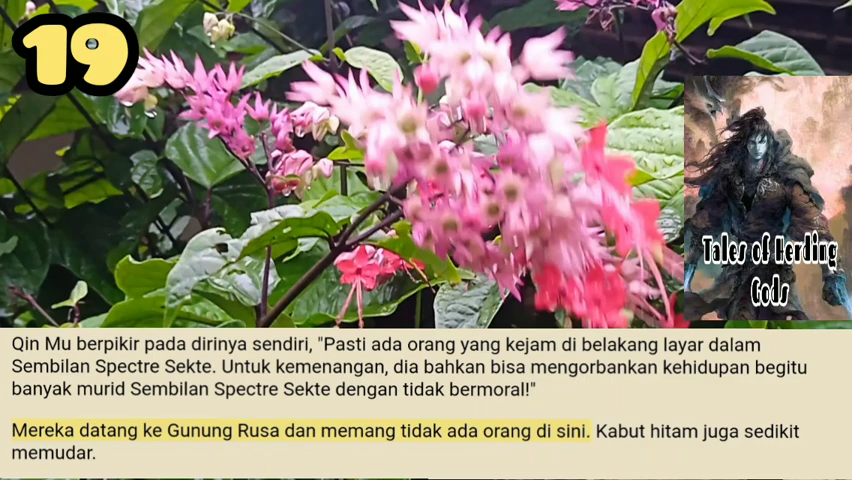 19
Tales of Herding
Gods
Qin Mu berpikir pada dirinya sendiri, "Pasti ada orang yang kejam di belakang layar dalam
Sembilan Spectre Sekte. Untuk kemenangan, dia bahkan bisa mengorbankan kehidupan begitu
banyak murid Sembilan Spectre Sekte dengan tidak bermoral!"
Mereka datang ke Gunung Rusa dan memang tidak ada orang di sini. Kabut hitam juga sedikit
memudar.